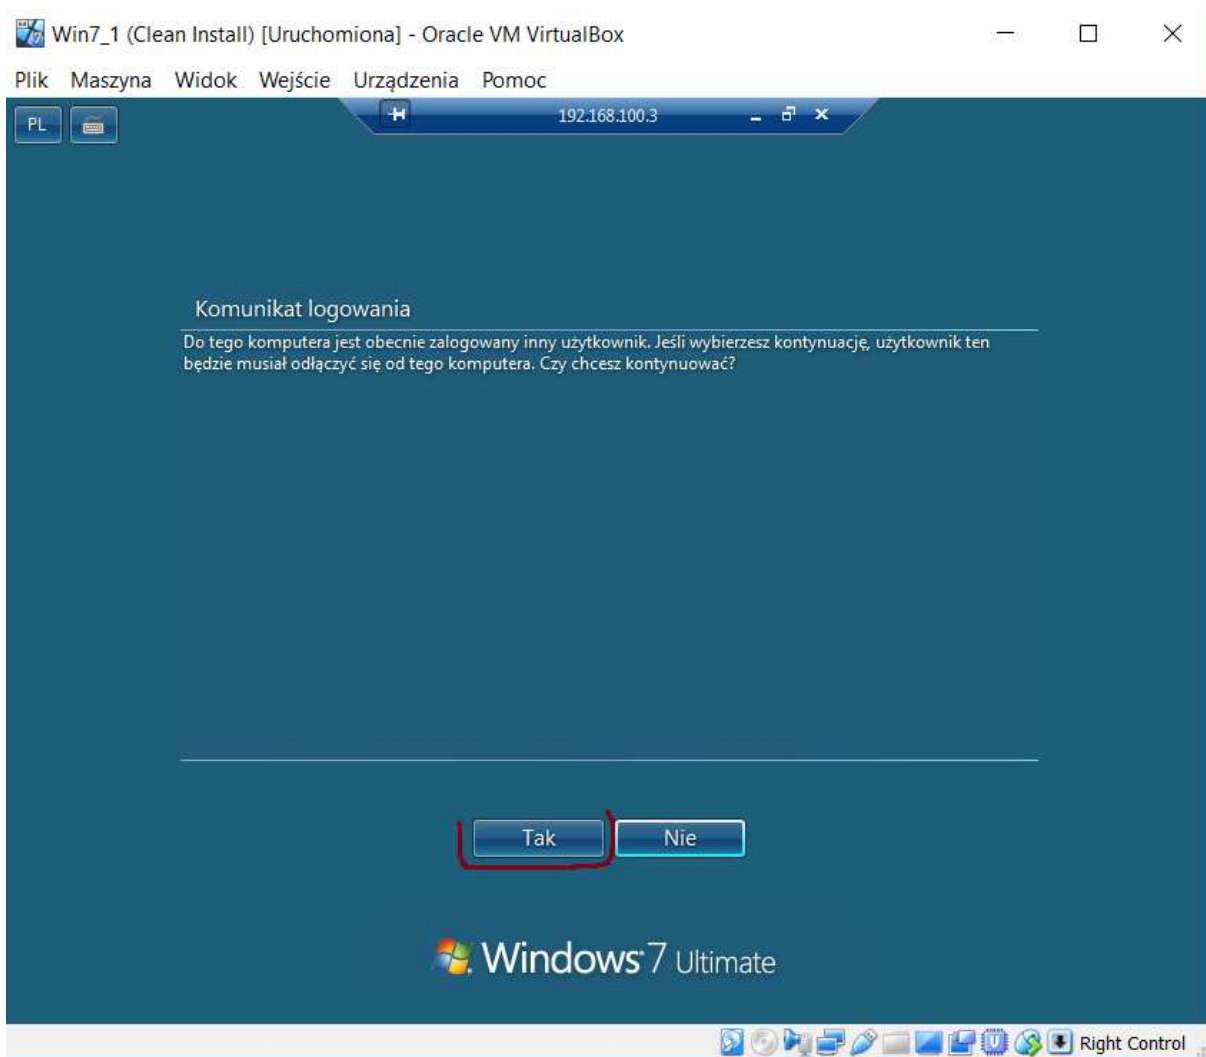 Win7_1 (Clean Install) [Uruchomiona] - Oracle VM VirtualBox
Plik Maszyna Widok Wejście Urządzenia Pomoc
PL
192.168.100.3
Komunikat logowania
Do tego komputera jest obecnie zalogowany inny użytkownik. Jeśli wybierzesz kontynuację, użytkownik ten
będzie musiał odłączyć się od tego komputera. Czy chcesz kontynuować?
Tak Nie
Windows 7 Ultimate
Right Control